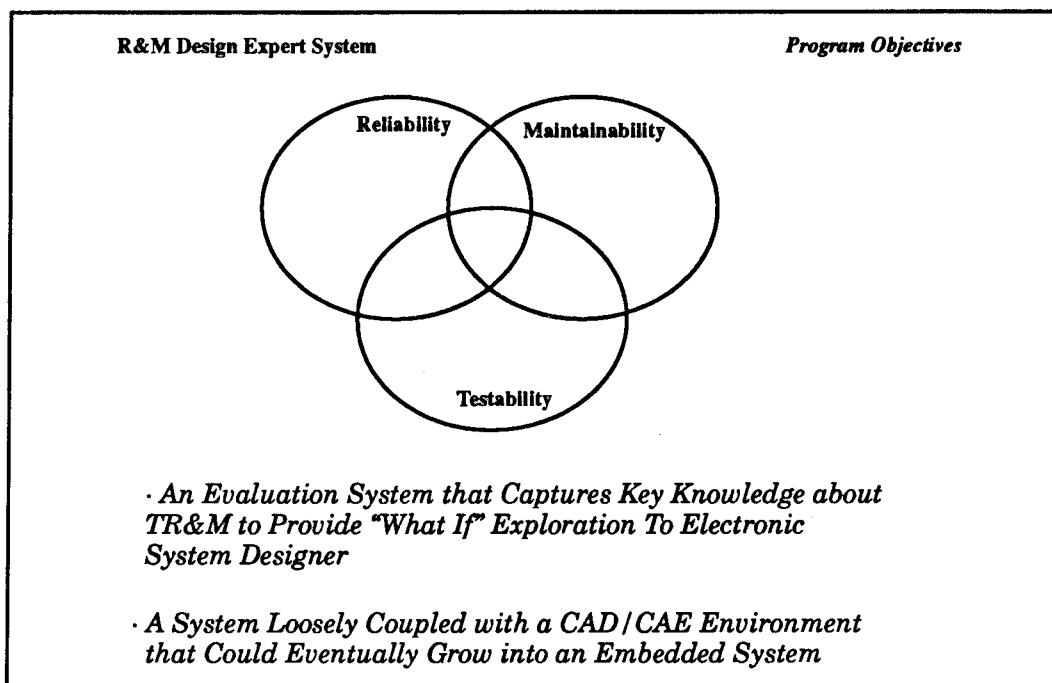 R&M Design Expert System
Program Objectives
Reliability
Maintainability
Testability
· An Evaluation System that Captures Key Knowledge about
TR&M to Provide "What If" Exploration To Electronic
System Designer
· A System Loosely Coupled with a CAD/CAE Environment
that Could Eventually Grow into an Embedded System